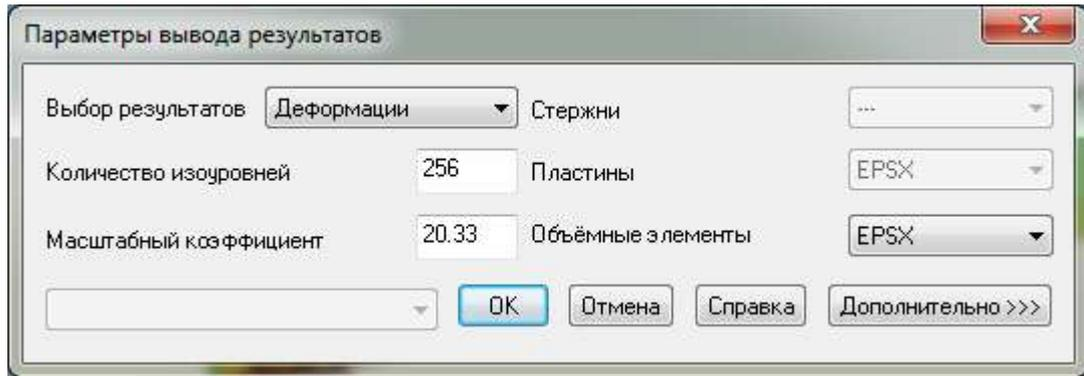 Параметры вывода результатов
Выбор результатов Деформации Стержни ---
Количество изоуровней 256 Пластины EPSX
Масштабный коэффициент 20.33 Объёмные элементы EPSX
OK Отмена Справка Дополнительно >>>